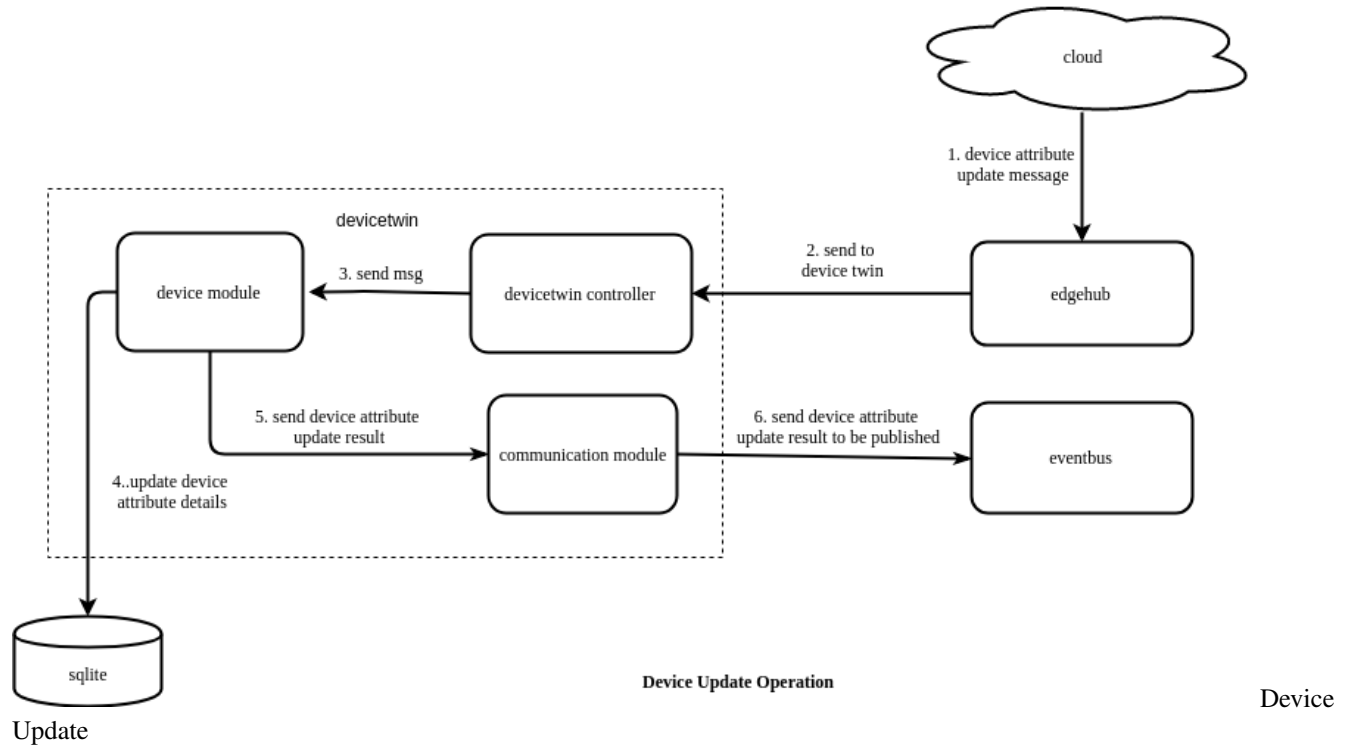 cloud
1. device attribute
update message
devicetwin
device module
3. send msg
devicetwin controller
2. send to
device twin
edgehub
5. send device attribute
update result
communication module
6. send device attribute
update result to be published
eventbus
4..update device
attribute details
sqlite
Device Update Operation
Device
Update